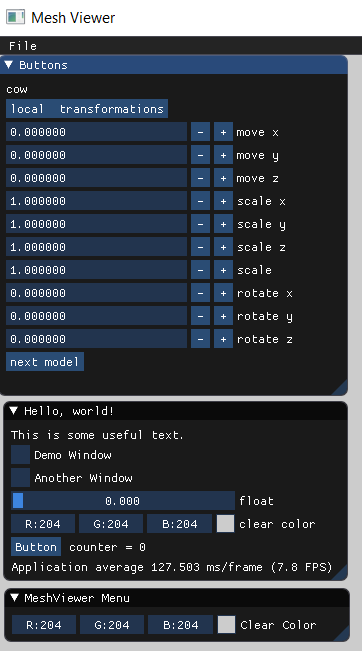 Mesh Viewer
File
Buttons
cow
local transformations
0.000000 - + move x
0.000000 - + move y
0.000000 - + move z
1.000000 - + scale x
1.000000 - + scale y
1.000000 - + scale z
1.000000 - + scale
0.000000 - + rotate x
0.000000 - + rotate y
0.000000 - + rotate z
next model
Hello, world!
This is some useful text.
Demo Window
Another Window
0.000 float
R:204 G:204 B:204 clear color
Button counter = 0
Application average 127.503 ms/frame (7.8 FPS)
MeshViewer Menu
R:204 G:204 B:204 Clear Color